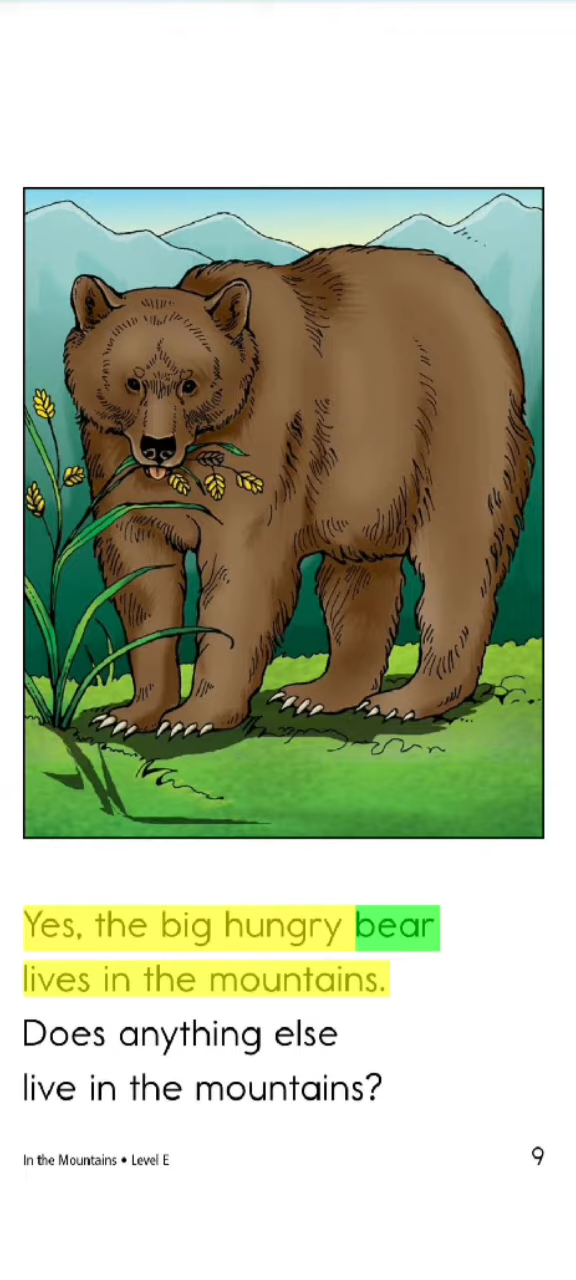 Yes, the big hungry bear
lives in the mountains.
Does anything else
live in the mountains?
In the Mountains • Level E
9